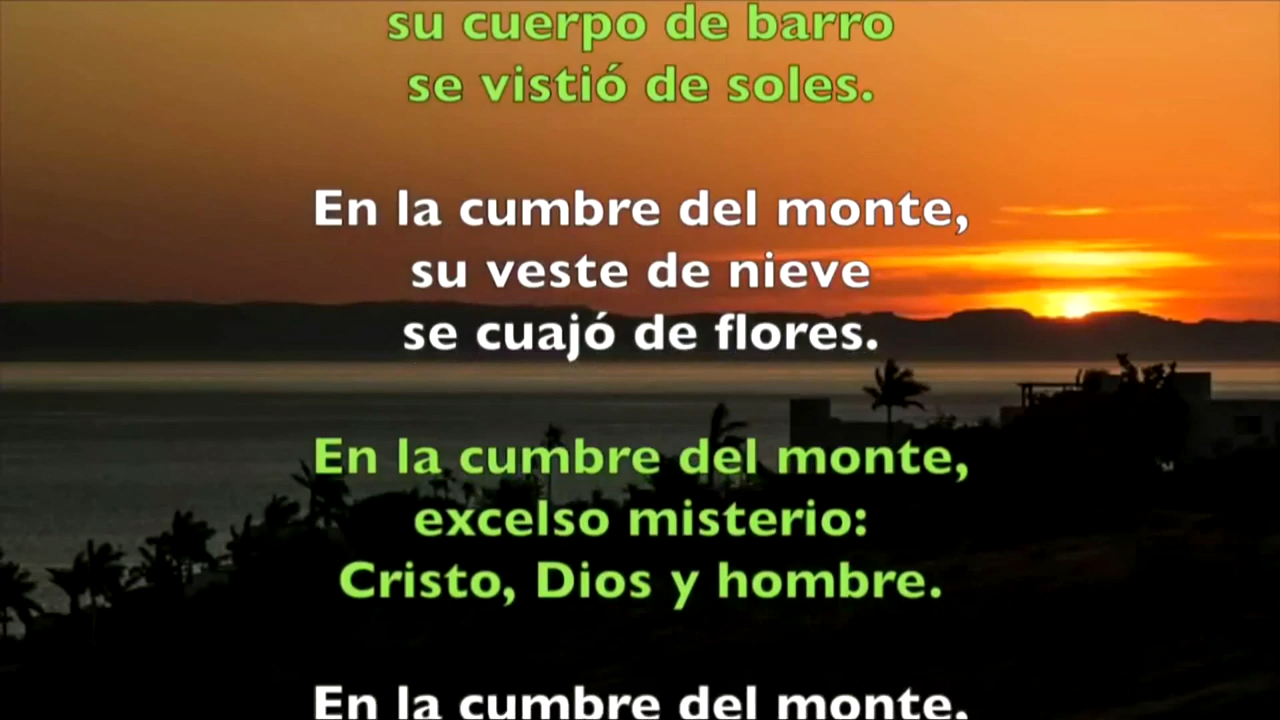 su cuerpo de barro
se vistió de soles.
En la cumbre del monte,
su veste de nieve
se cuajó de flores.
En la cumbre del monte,
excelso misterio:
Cristo, Dios y hombre.
En la cumbre del monte,